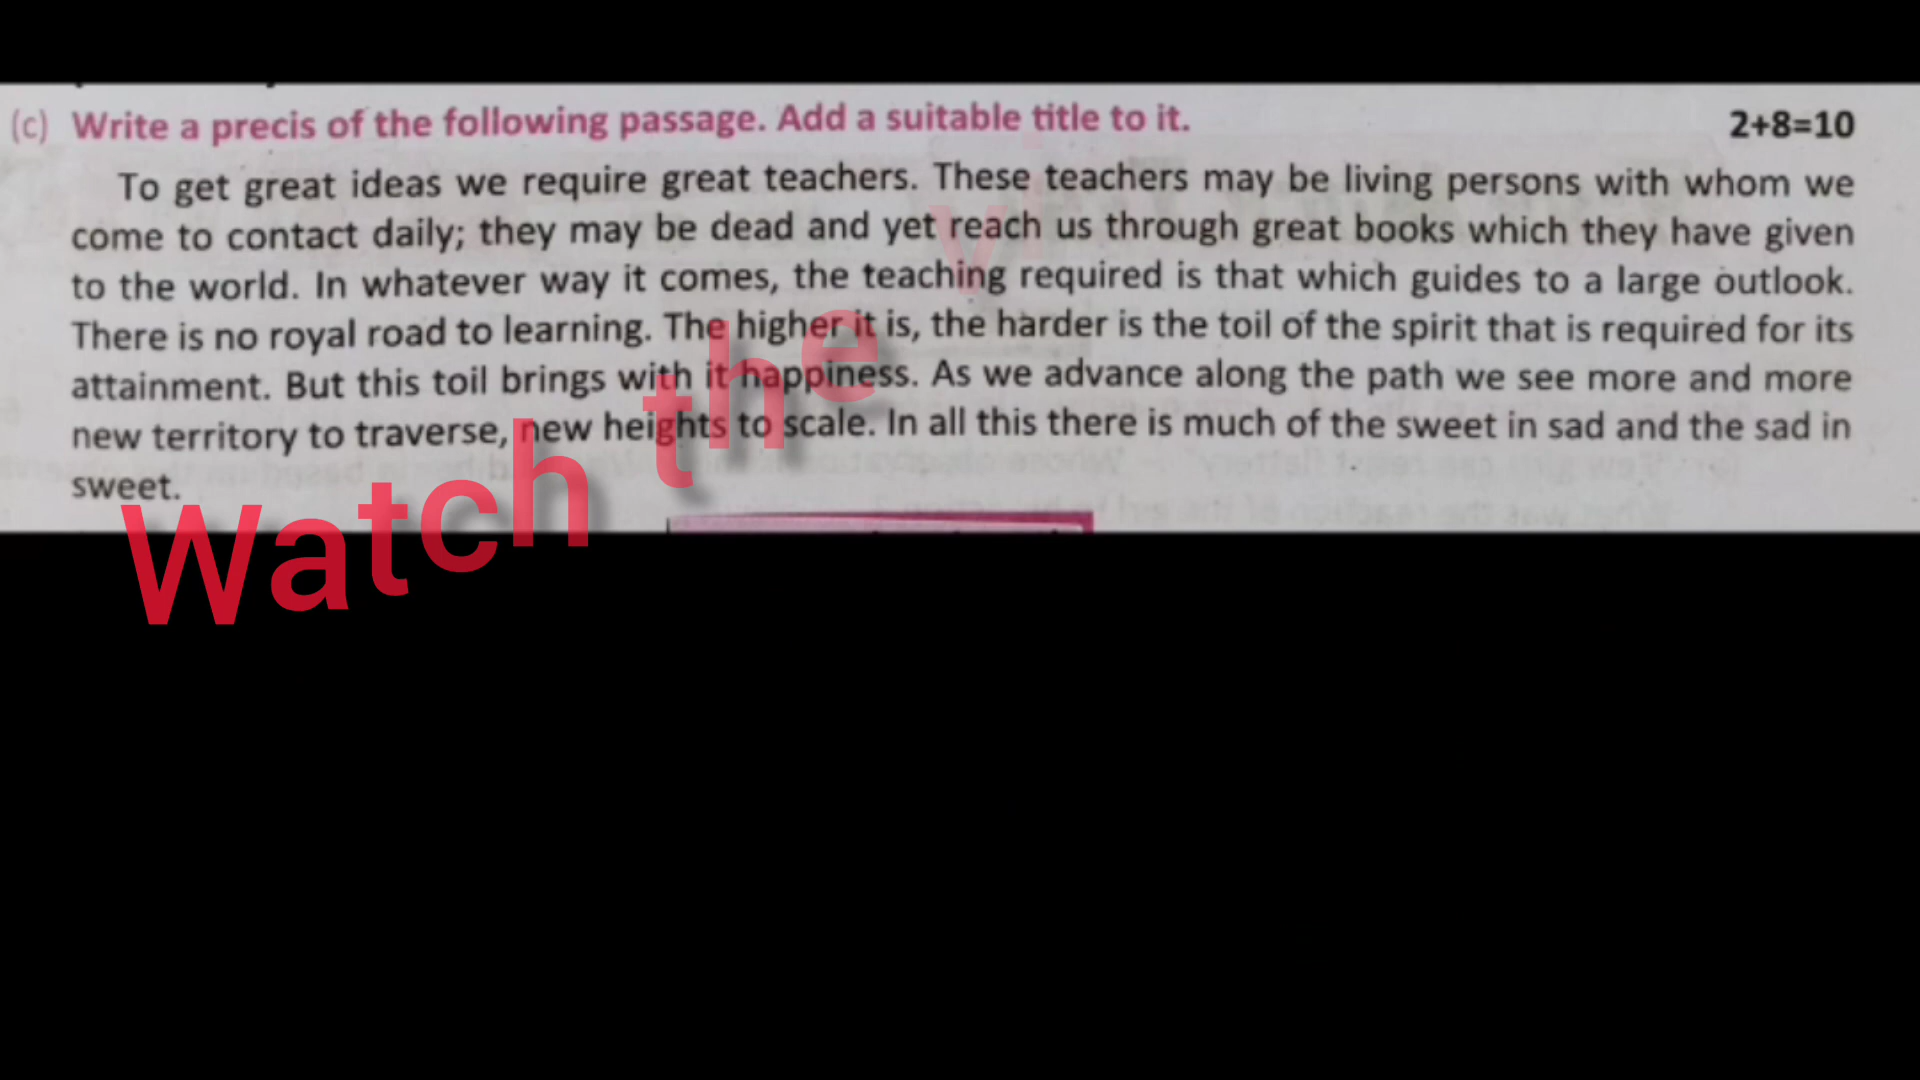 (c) Write a precis of the following passage. Add a suitable title to it. 2+8=10
To get great ideas we require great teachers. These teachers may be living persons with whom we
come to contact daily; they may be dead and yet reach us through great books which they have given
to the world. In whatever way it comes, the teaching required is that which guides to a large outlook.
There is no royal road to learning. The higher it is, the harder is the toil of the spirit that is required for its
attainment. But this toil brings with it happiness. As we advance along the path we see more and more
new territory to traverse, new heights to scale. In all this there is much of the sweet in sad and the sad in
sweet.
Watch the vi